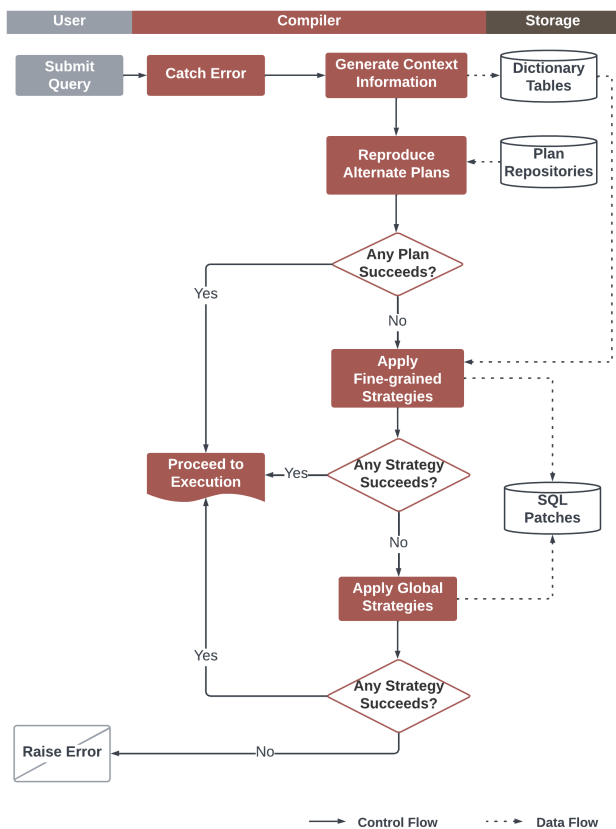 User
Compiler
Storage
Submit
Query
Catch Error
Generate Context
Information
Dictionary
Tables
Reproduce
Alternate Plans
Plan
Repositories
Any Plan
Succeeds?
Yes
No
Apply
Fine-grained
Strategies
Proceed to
Execution
Yes
Any Strategy
Succeeds?
SQL
Patches
No
Apply Global
Strategies
Yes
Any Strategy
Succeeds?
Raise Error
No
Control Flow
Data Flow